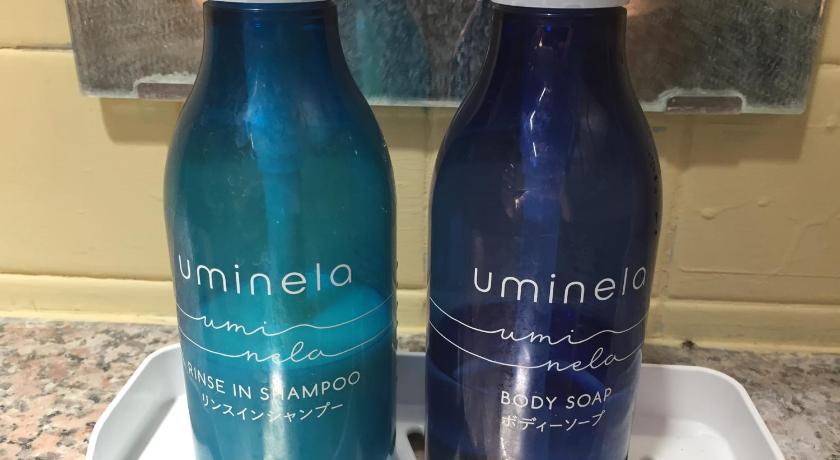 uminela
umi
nela
RINSE IN SHAMPOO
リンスインシャンプー
uminela
umi
nela
BODY SOAP
ボディーソープ